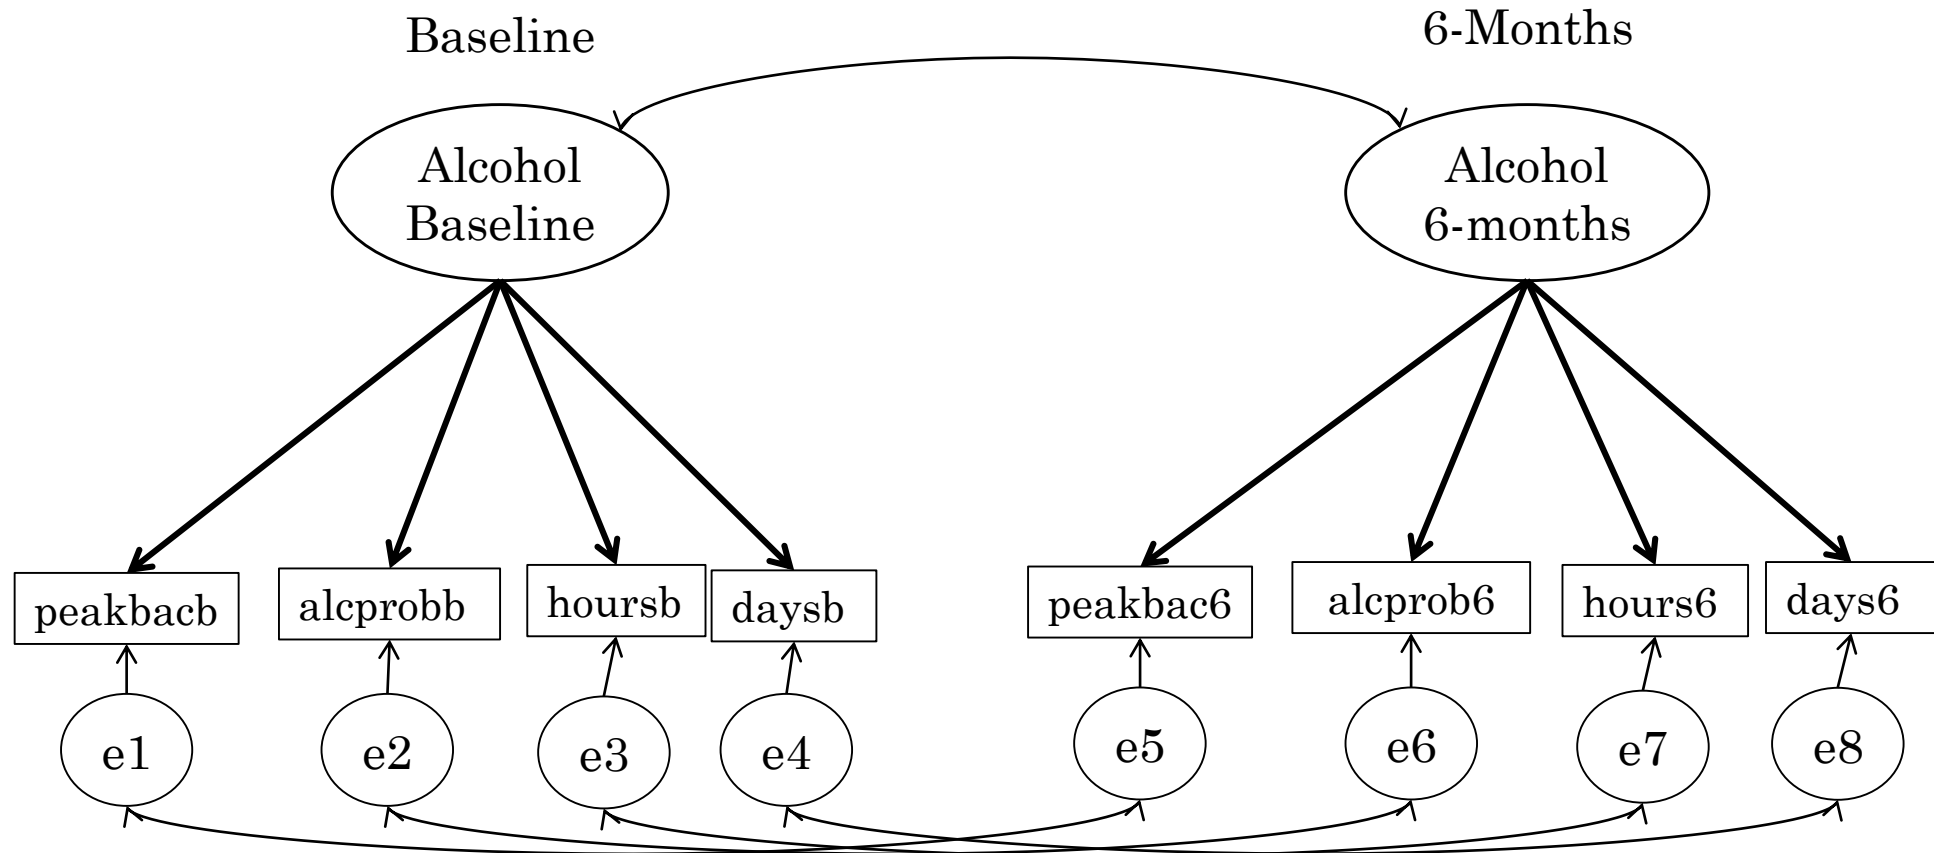 Baseline
6-Months
Alcohol
Baseline
Alcohol
6-months
peakbacb
alcprobb
hoursb
daysb
peakbac6
alcprob6
hours6
days6
e1
e2
e3
e4
e5
e6
e7
e8